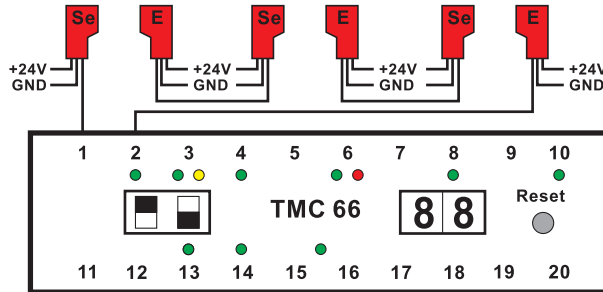 Se E Se E Se E
+24V +24V +24V +24V
GND GND GND GND
1 2 3 4 5 6 7 8 9 10
Reset
TMC 66 88
11 12 13 14 15 16 17 18 19 20